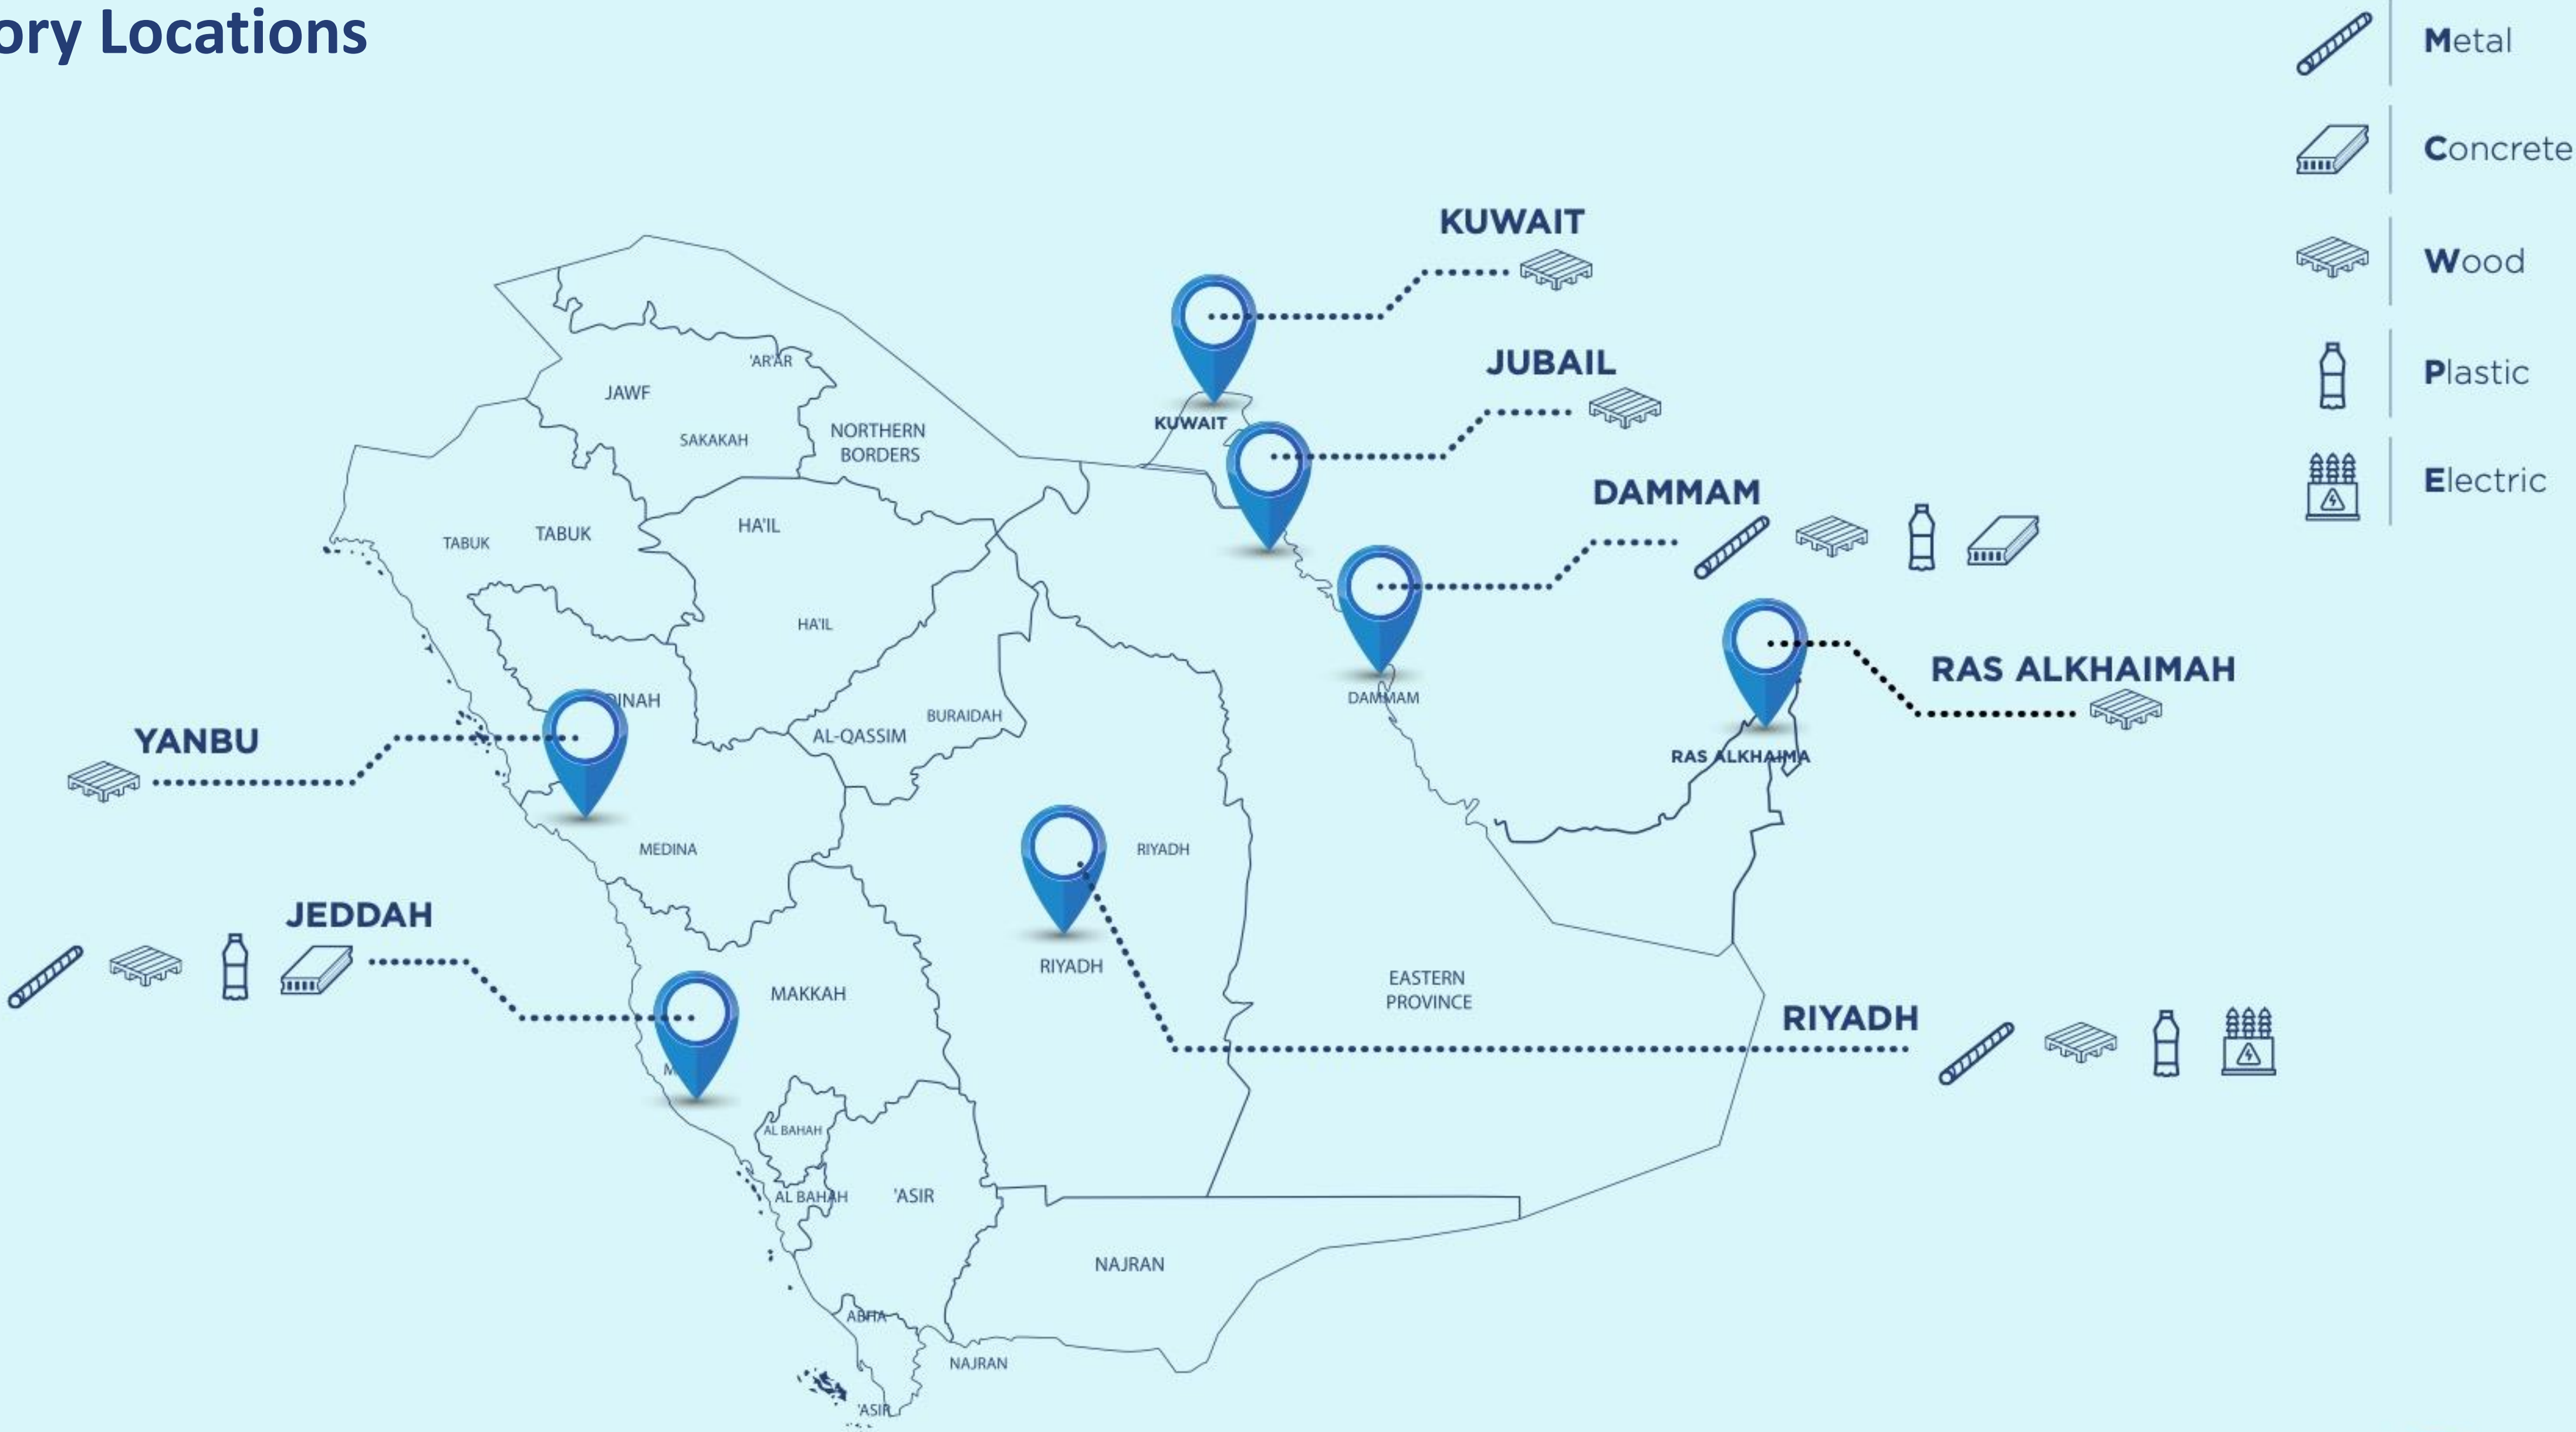 ory Locations
Metal
Concrete
Wood
Plastic
Electric
KUWAIT
JUBAIL
DAMMAM
RAS ALKHAIMAH
RIYADH
YANBU
JEDDAH
KUWAIT
'AR'AR
JAWF
SAKAKAH
NORTHERN
BORDERS
TABUK
TABUK
HA'IL
HA'IL
DAMMAM
BURAIDAH
AL-QASSIM
RAS ALKHAIMA
MEDINA
RIYADH
RIYADH
MAKKAH
EASTERN
PROVINCE
AL BAHAH
AL BAHAH
'ASIR
NAJRAN
ABHA
NAJRAN
'ASIR